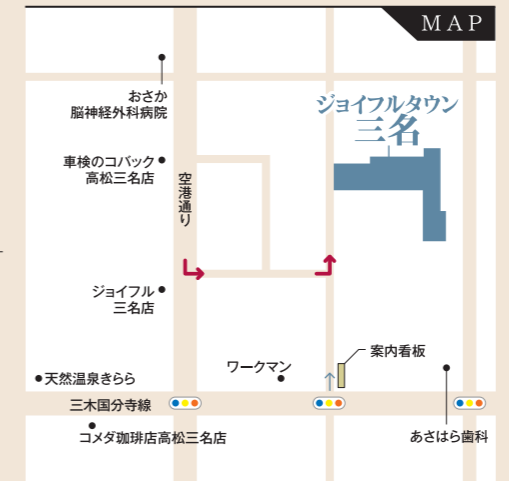 MAP
おさか
脳神経外科病院
ジョイフルタウン
三名
車検のコバック
高松三名店
空港通り
ジョイフル
三名店
案内看板
ワークマン
天然温泉きらら
三木国分寺線
コメダ珈琲店高松三名店
あさはら歯科